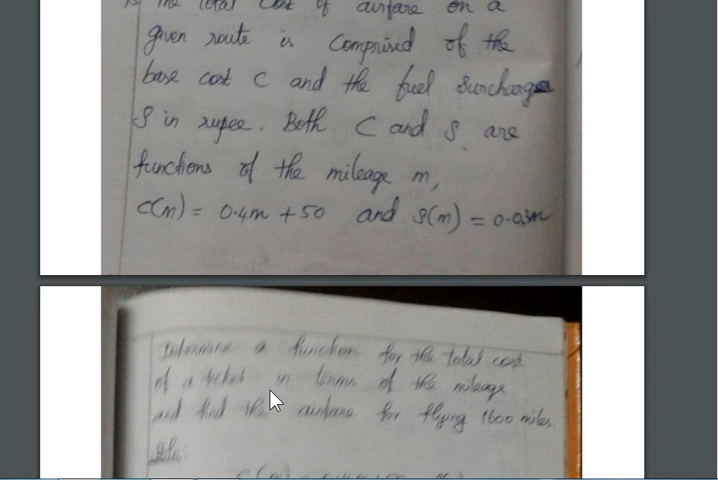 the total cost of airfare on a
given route is comprised of the
base cost C and the fuel surcharge
S in rupee. Both C and S are
functions of the mileage m,
C(m) = 0.4m + 50 and S(m) = 0.03m
Determine a function for the total cost
of a ticket in terms of the mileage
and find the airfare for flying 1600 miles.
Soln: